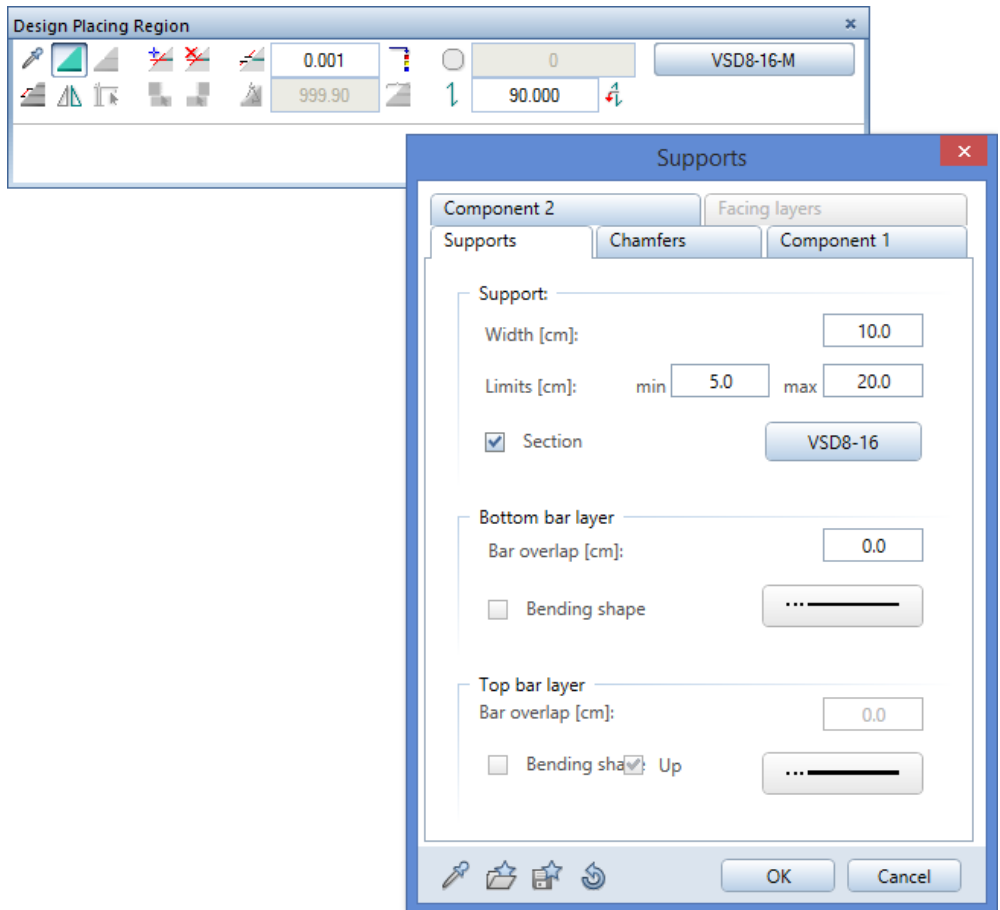 Design Placing Region
0.001 0 VSD8-16-M
999.90 90.000
Supports
Component 2 Facing layers
Supports Chamfers Component 1
Support:
Width [cm]: 10.0
Limits [cm]: min 5.0 max 20.0
Section VSD8-16
Bottom bar layer
Bar overlap [cm]: 0.0
Bending shape
Top bar layer
Bar overlap [cm]: 0.0
Bending sha Up
OK Cancel